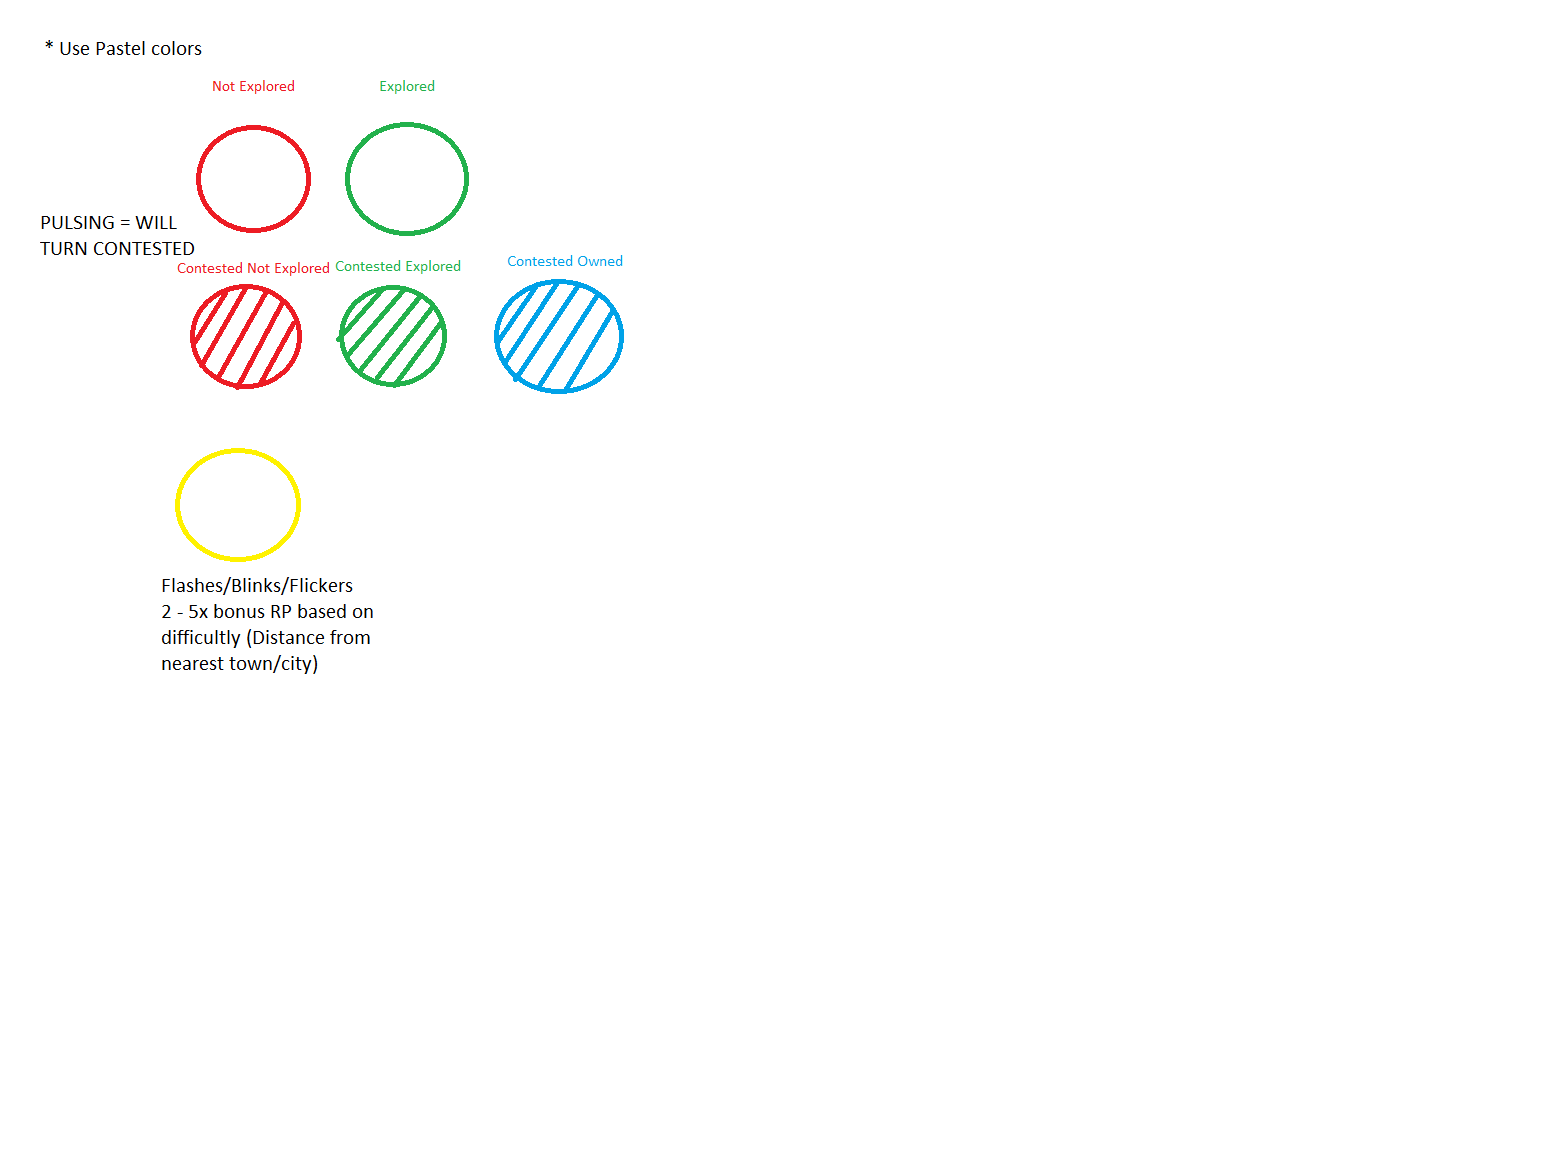 * Use Pastel colors
Not Explored
Explored
PULSING = WILL
TURN CONTESTED
Contested Not Explored
Contested Explored
Contested Owned
Flashes/Blinks/Flickers
2 - 5x bonus RP based on
difficultly (Distance from
nearest town/city)